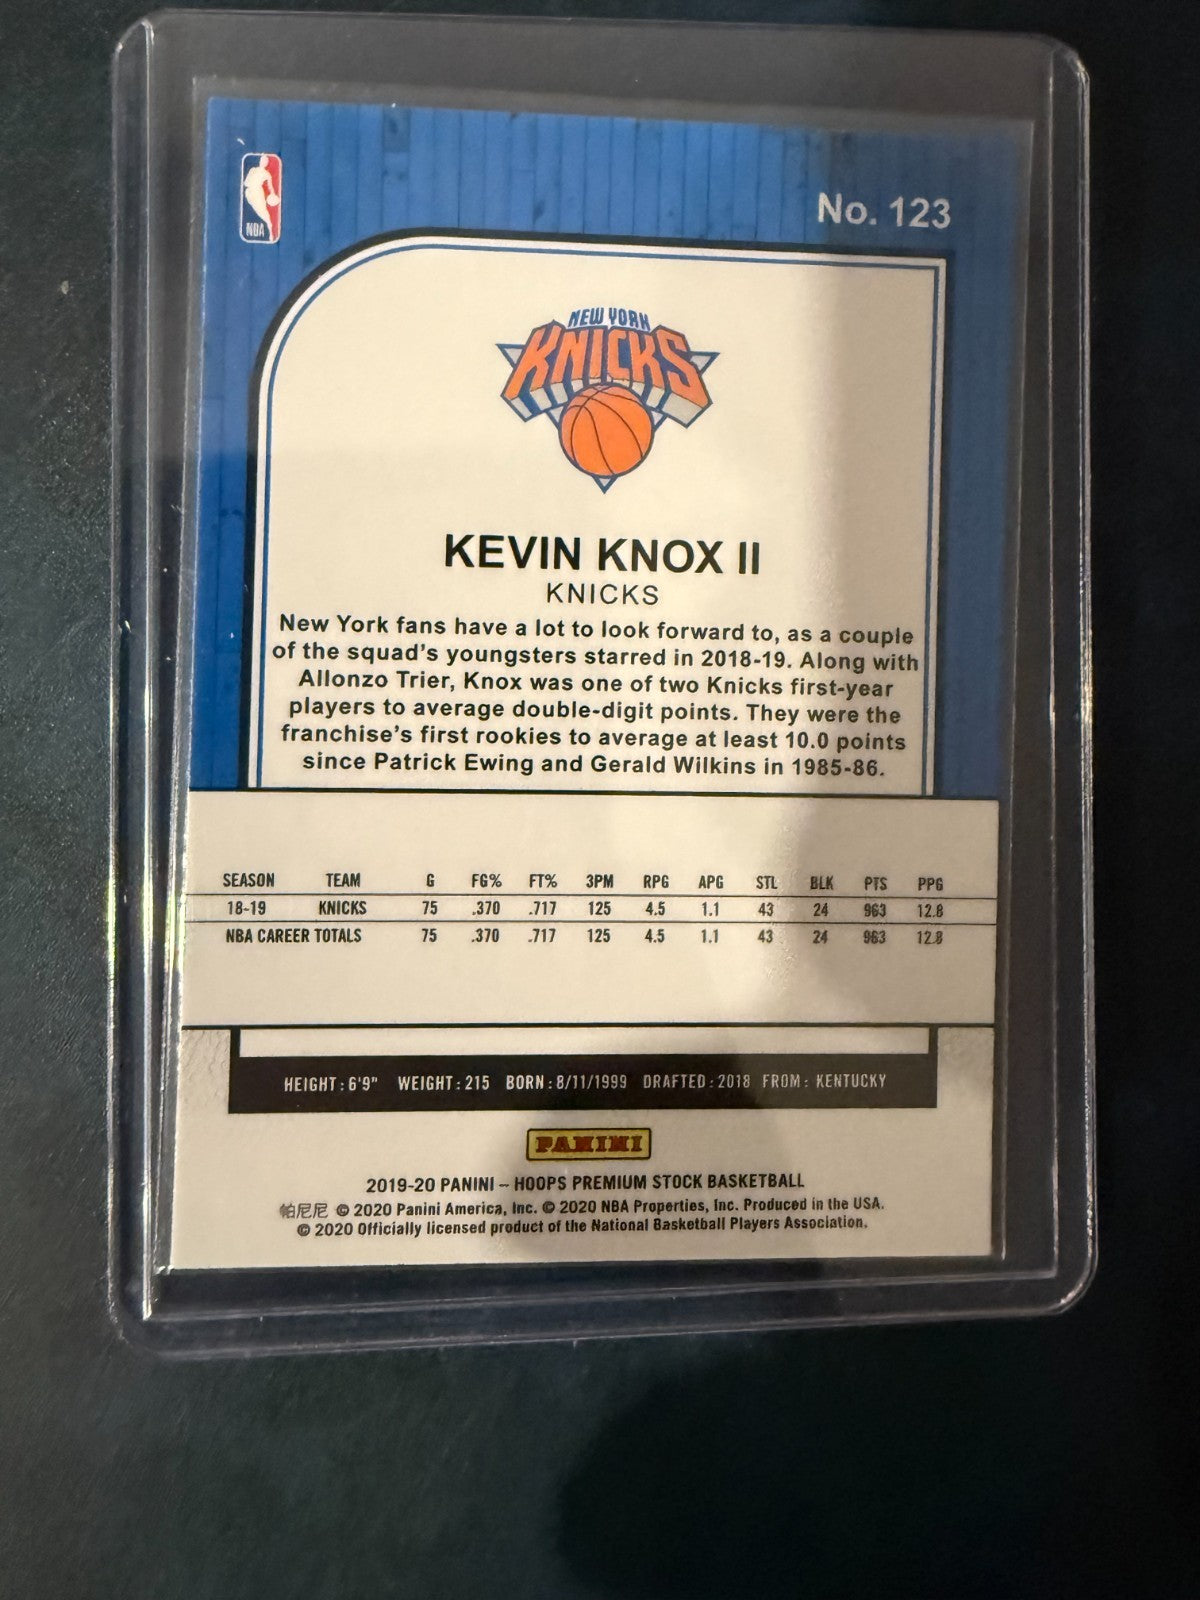 NBA
No. 123
NEW YORK
KNICKS
KEVIN KNOX II
KNICKS
New York fans have a lot to look forward to, as a couple
of the squad's youngsters starred in 2018-19. Along with
Allonzo Trier, Knox was one of two Knicks first-year
players to average double-digit points. They were the
franchise's first rookies to average at least 10.0 points
since Patrick Ewing and Gerald Wilkins in 1985-86.
SEASON TEAM G FG% FT% 3PM RPG APG STL BLK PTS PPG
18-19 KNICKS 75 .370 .717 125 4.5 1.1 43 24 963 12.8
NBA CAREER TOTALS 75 .370 .717 125 4.5 1.1 43 24 963 12.8
HEIGHT: 6'9" WEIGHT: 215 BORN: 8/11/1999 DRAFTED: 2018 FROM: KENTUCKY
PANINI
2019-20 PANINI – HOOPS PREMIUM STOCK BASKETBALL
帕尼尼 © 2020 Panini America, Inc. © 2020 NBA Properties, Inc. Produced in the USA.
© 2020 Officially licensed product of the National Basketball Players Association.